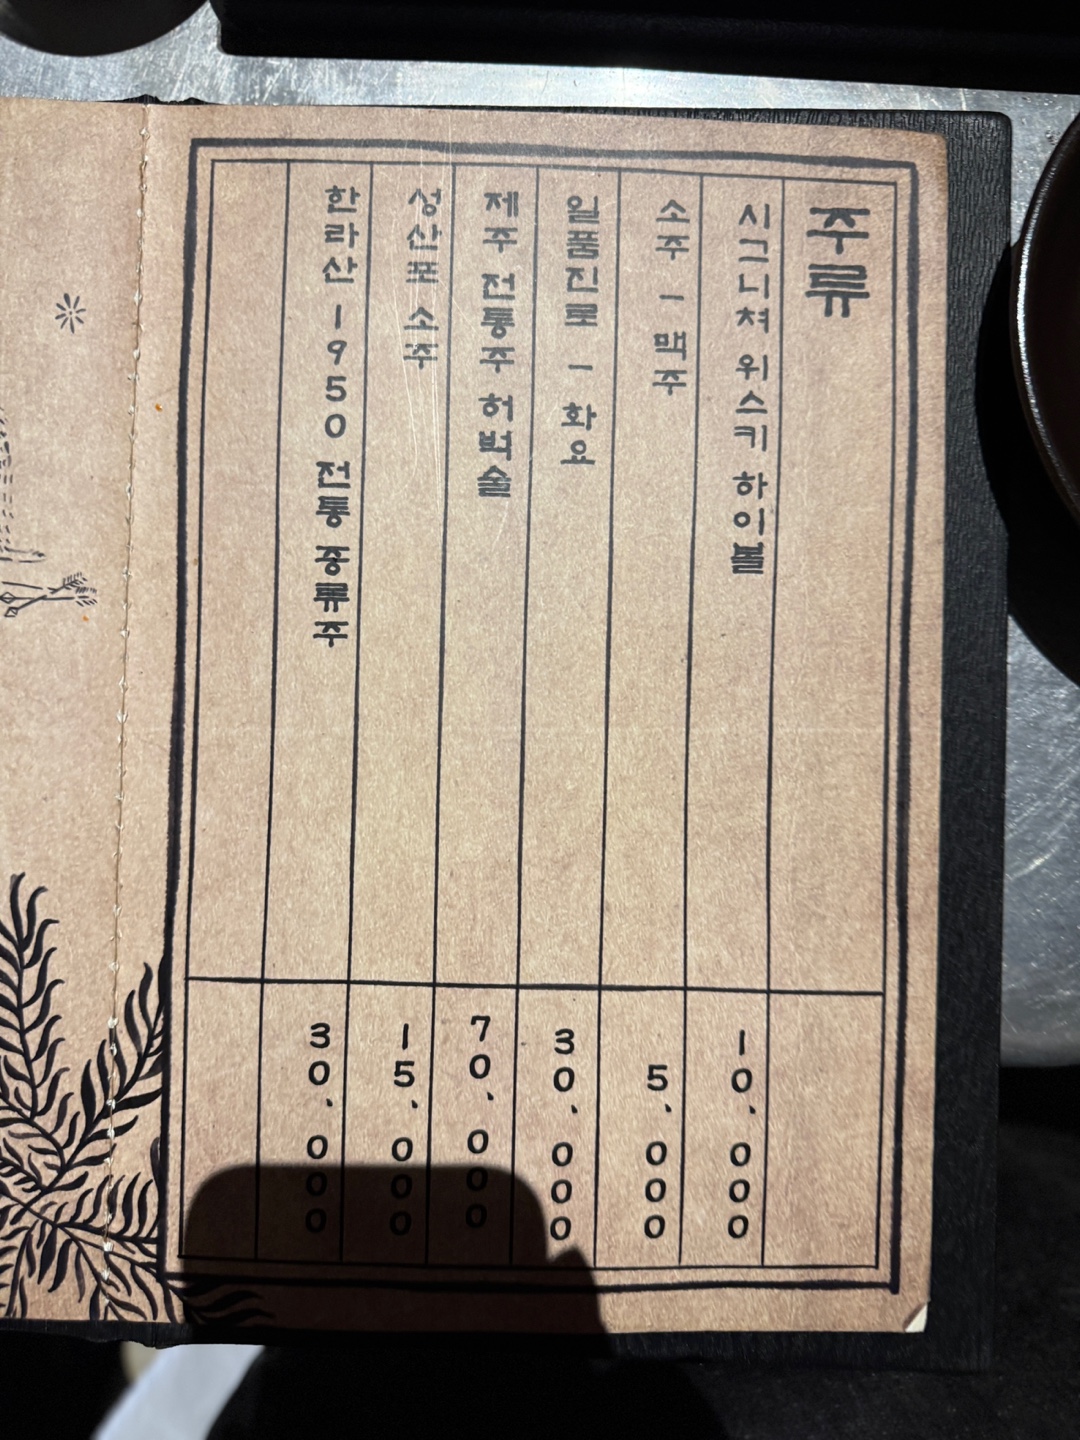 주류
시그니쳐 위스키 하이볼 10,000
소주 - 맥주 5,000
일품진로 - 화요 30,000
제주 전통주 허벅술 70,000
성산포 소주 15,000
한라산 1950 전통 증류주 30,000